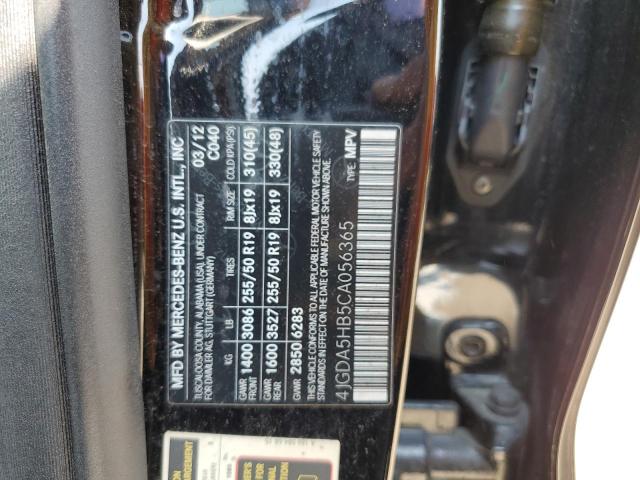 MFD BY MERCEDES-BENZ U.S. INTL., INC 03/12
TUSCALOOSA COUNTY, ALABAMA (USA) UNDER CONTRACT C040
FOR DAIMLER AG, STUTTGART (GERMANY)
KG LB TIRES RIM SIZE COLD KPA/(PSI)
GAWR FRONT 1400 3086 255/50 R19 8Jx19 310(45)
GAWR REAR 1600 3527 255/50 R19 8Jx19 330(48)
GVWR 2850 6283
THIS VEHICLE CONFORMS TO ALL APPLICABLE FEDERAL MOTOR VEHICLE SAFETY
STANDARDS IN EFFECT ON THE DATE OF MANUFACTURE SHOWN ABOVE.
4JGDA5HB5CA056365 TYPE: MPV